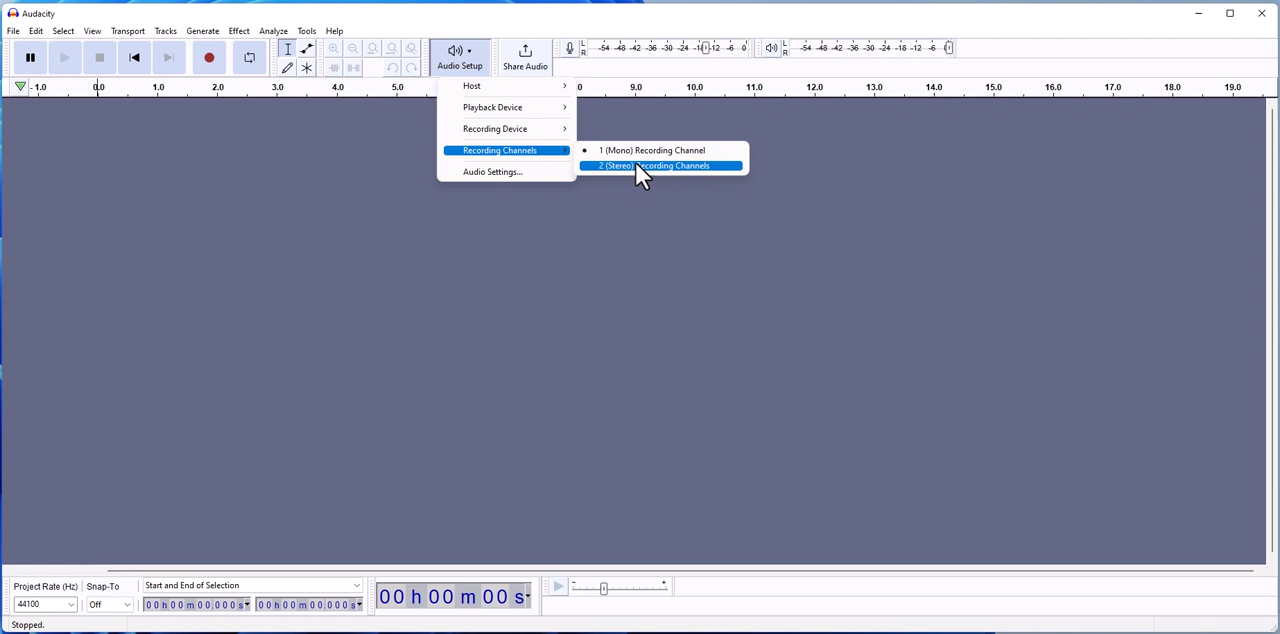 Audacity
File Edit Select View Transport Tracks Generate Effect Analyze Tools Help
Audio Setup
Share Audio
L
R
-54 -48 -42 -36 -30 -24 -18 -12 -6 0
L
R
-54 -48 -42 -36 -30 -24 -18 -12 -6 0
-1.0 0.0 1.0 2.0 3.0 4.0 5.0 9.0 10.0 11.0 12.0 13.0 14.0 15.0 16.0 17.0 18.0 19.0
Host
Playback Device
Recording Device
Recording Channels
Audio Settings...
1 (Mono) Recording Channel
2 (Stereo) Recording Channels
Project Rate (Hz)
44100
Snap-To
Off
Start and End of Selection
00 h 00 m 00.000 s
00 h 00 m 00.000 s
00 h 00 m 00 s
- +
Stopped.